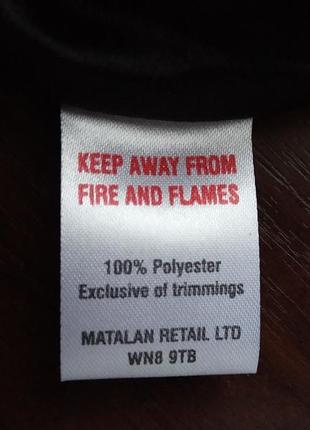 KEEP AWAY FROM
FIRE AND FLAMES
100% Polyester
Exclusive of trimmings
MATALAN RETAIL LTD
WN8 9TB